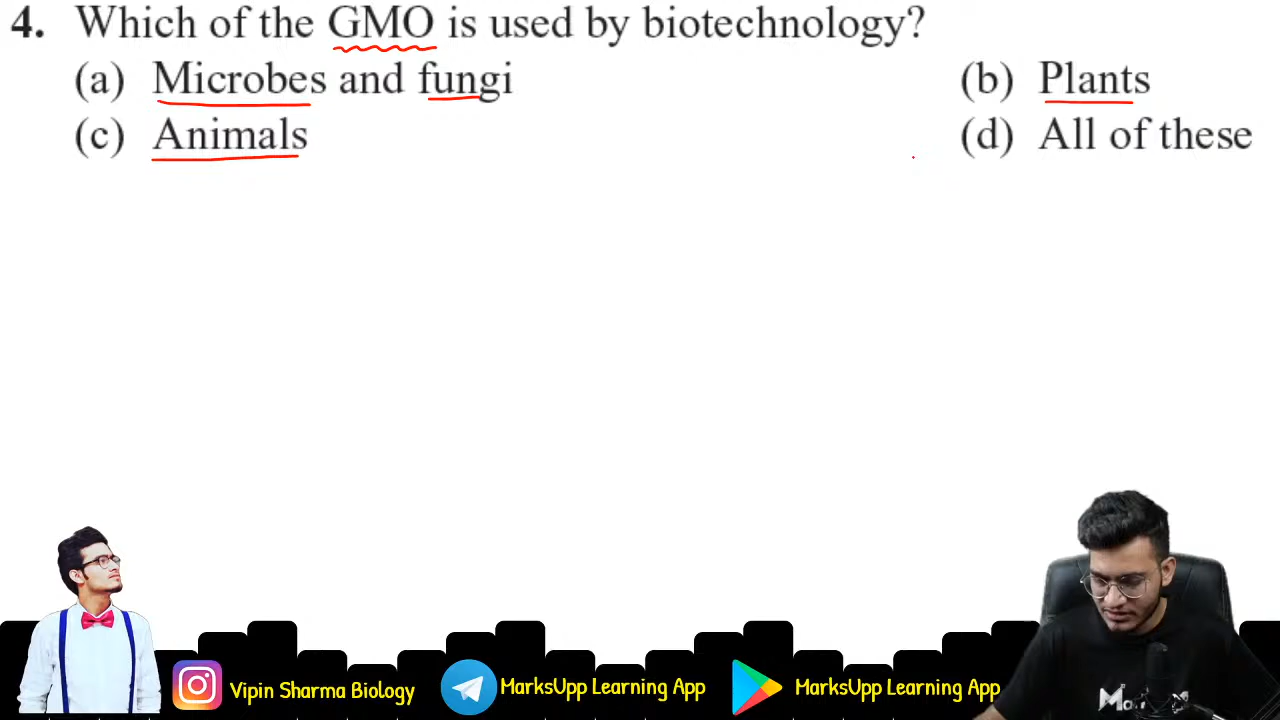 4. Which of the GMO is used by biotechnology?
(a) Microbes and fungi (b) Plants
(c) Animals (d) All of these
Vipin Sharma Biology MarksUpp Learning App MarksUpp Learning App